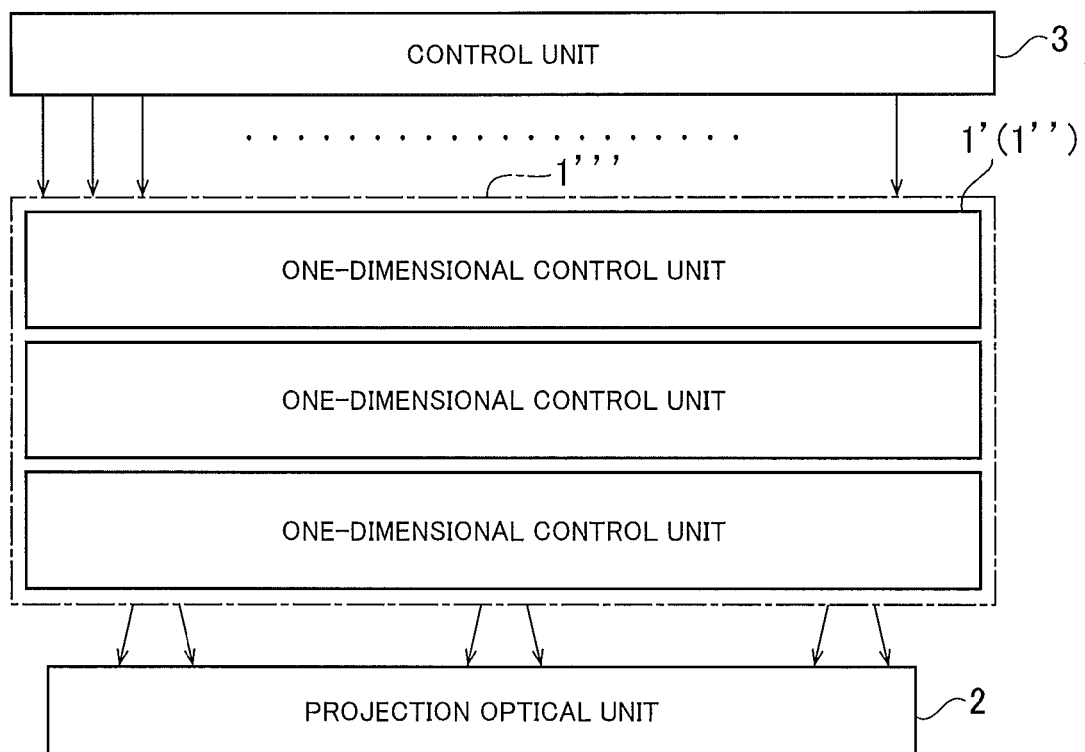 CONTROL UNIT
3
. . . . . . . . . . . . . . . . . . . . .
1'''
1'(1'')
ONE-DIMENSIONAL CONTROL UNIT
ONE-DIMENSIONAL CONTROL UNIT
ONE-DIMENSIONAL CONTROL UNIT
PROJECTION OPTICAL UNIT
2